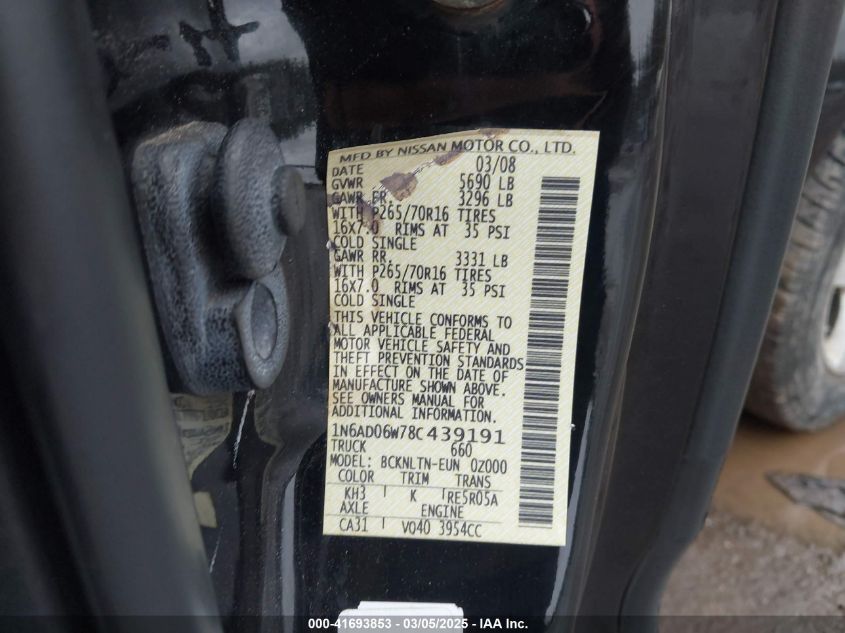 MFD BY NISSAN MOTOR CO., LTD.
DATE 03/08
GVWR 5690 LB
GAWR FR. 3296 LB
WITH P265/70R16 TIRES
16X7.0 RIMS AT 35 PSI
COLD SINGLE
GAWR RR. 3331 LB
WITH P265/70R16 TIRES
16X7.0 RIMS AT 35 PSI
COLD SINGLE
THIS VEHICLE CONFORMS TO
ALL APPLICABLE FEDERAL
MOTOR VEHICLE SAFETY AND
THEFT PREVENTION STANDARDS
IN EFFECT ON THE DATE OF
MANUFACTURE SHOWN ABOVE.
SEE OWNERS MANUAL FOR
ADDITIONAL INFORMATION.
1N6AD06W78C439191
TRUCK 660
MODEL: BCKNLTN-EUN 0Z000
COLOR TRIM TRANS
KH3 K RE5R05A
AXLE ENGINE
CA31 VQ40 3954CC
000-41693853 / 03/05/2025 - IAA Inc.